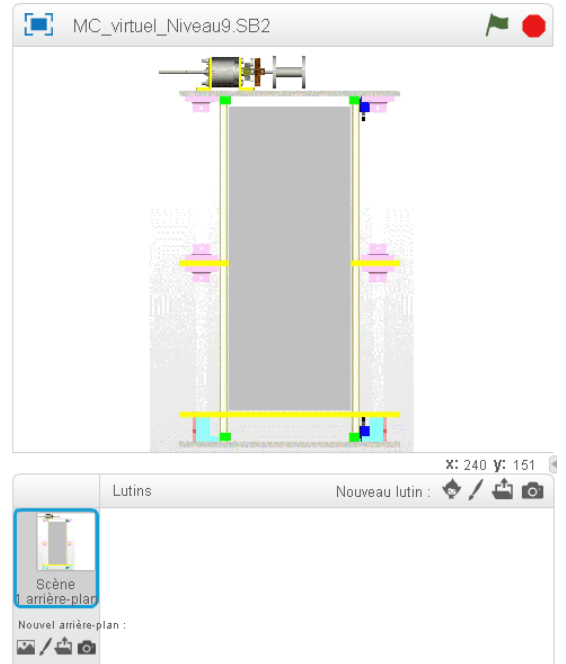 MC_virtuel_Niveau9.SB2
x: 240 y: 151
Lutins
Nouveau lutin :
Scène
1 arrière-plan
Nouvel arrière-plan :